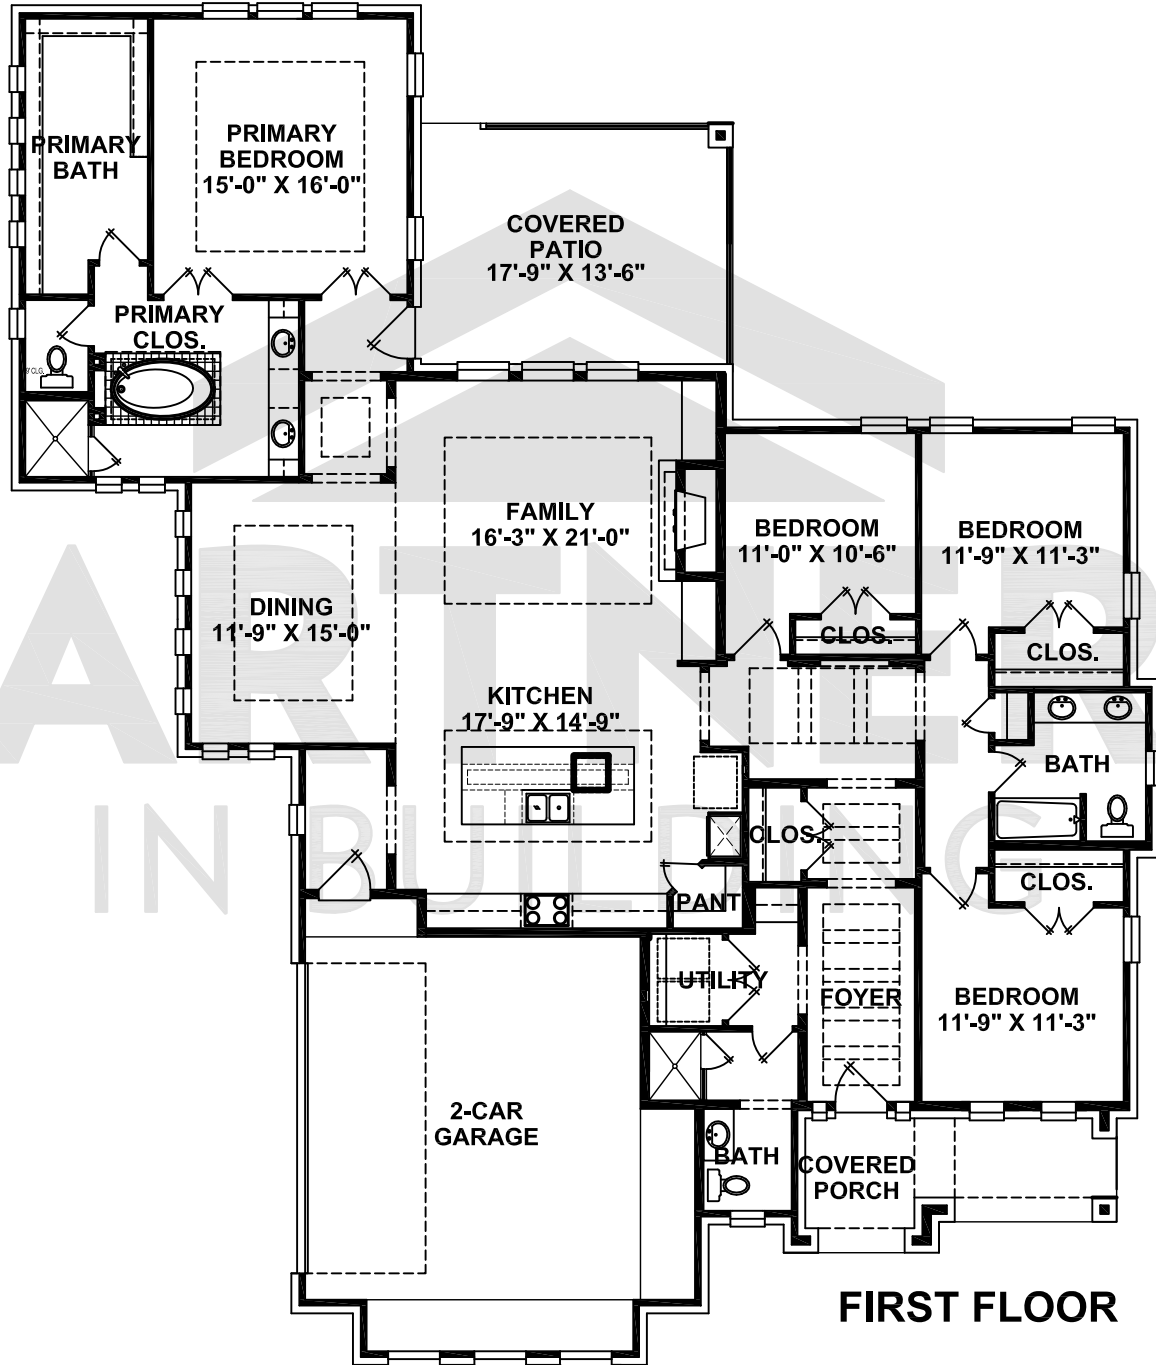 PRIMARY
BATH
PRIMARY
BEDROOM
15'-0" X 16'-0"
COVERED
PATIO
17'-9" X 13'-6"
PRIMARY
CLOS.
8' CLG.
FAMILY
16'-3" X 21'-0"
BEDROOM
11'-0" X 10'-6"
BEDROOM
11'-9" X 11'-3"
DINING
11'-9" X 15'-0"
CLOS.
CLOS.
KITCHEN
17'-9" X 14'-9"
BATH
CLOS.
CLOS.
PANT
UTILITY
FOYER
BEDROOM
11'-9" X 11'-3"
2-CAR
GARAGE
BATH
COVERED
PORCH
FIRST FLOOR
ARTNER
IN BUILDING